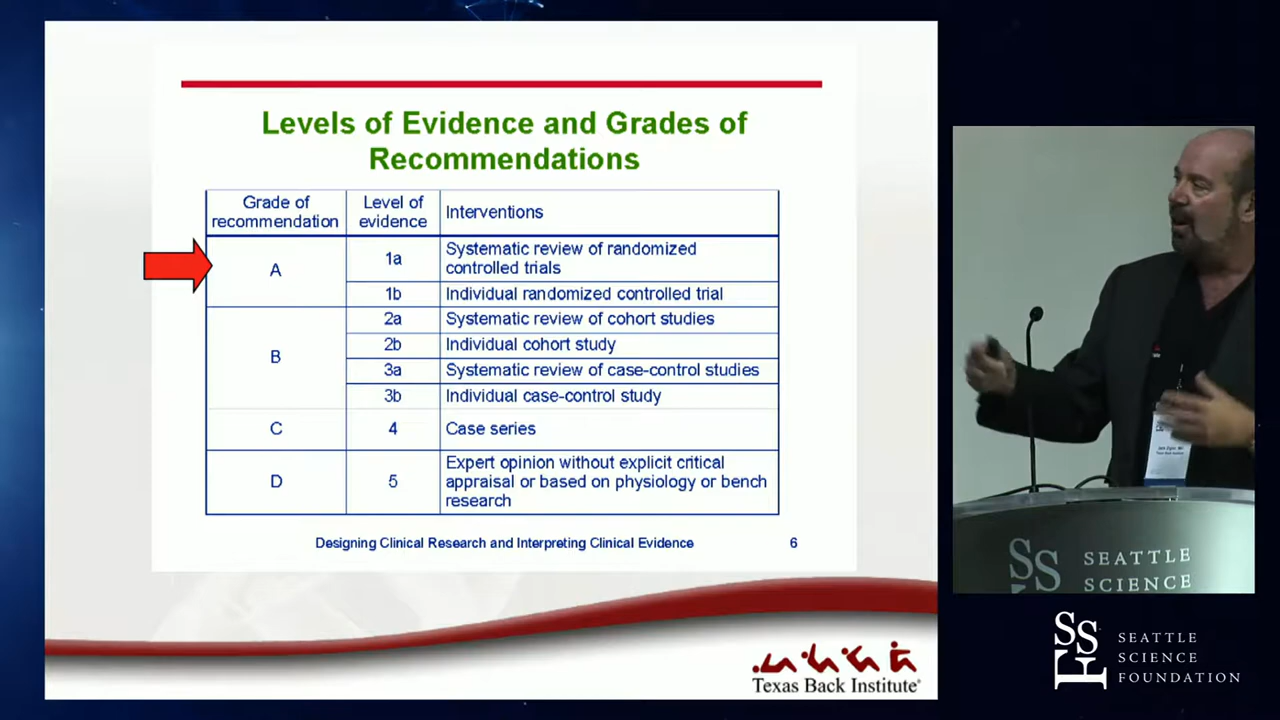 Levels of Evidence and Grades of
Recommendations
Grade of
recommendation
Level of
evidence
Interventions
A
1a
Systematic review of randomized
controlled trials
1b
Individual randomized controlled trial
B
2a
Systematic review of cohort studies
2b
Individual cohort study
3a
Systematic review of case-control studies
3b
Individual case-control study
C
4
Case series
D
5
Expert opinion without explicit critical
appraisal or based on physiology or bench
research
Designing Clinical Research and Interpreting Clinical Evidence
6
Texas Back Institute
SS
SEATTLE
SCIENCE
SSF
SEATTLE
SCIENCE
FOUNDATION